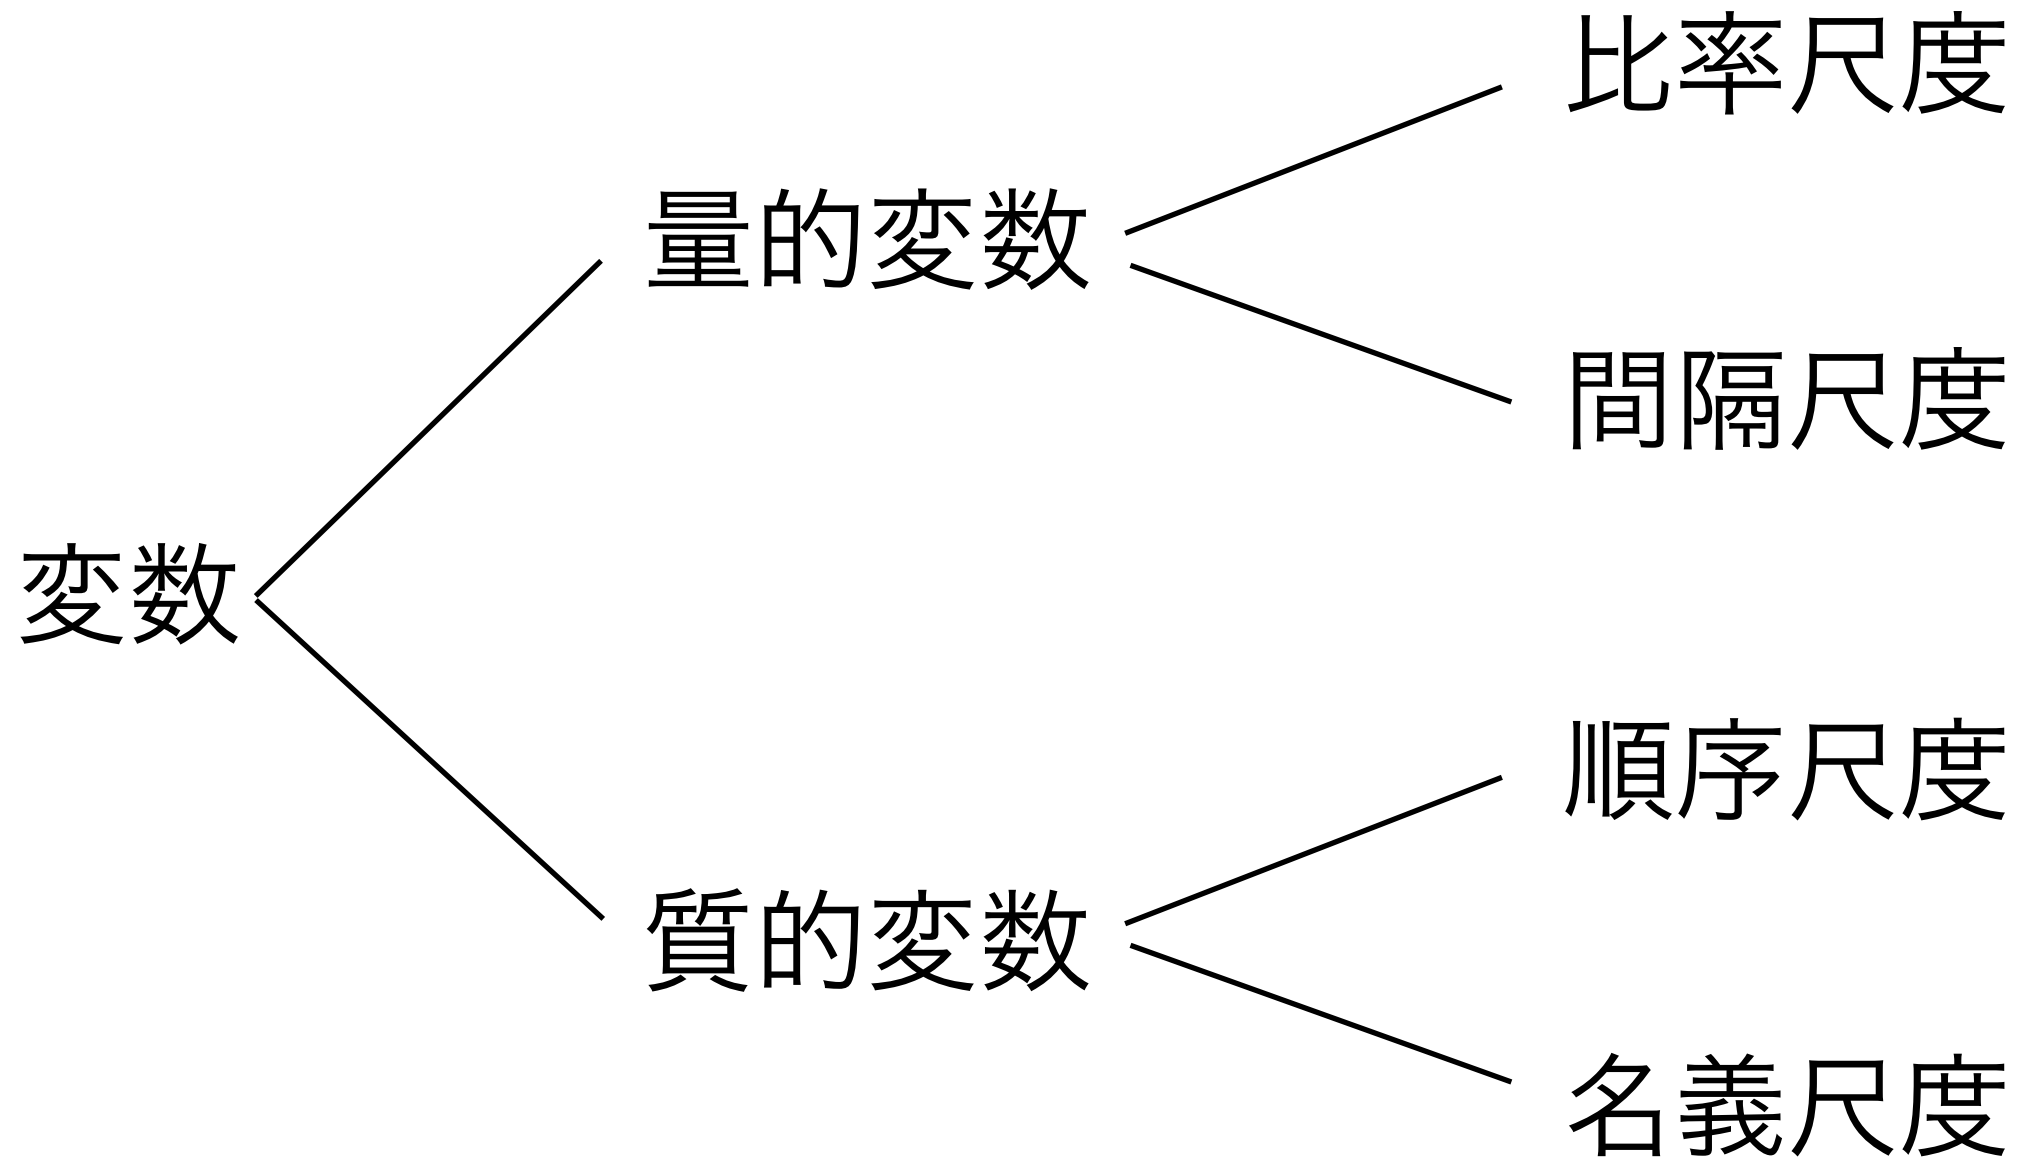 比率尺度
量的変数
間隔尺度
変数
順序尺度
質的変数
名義尺度